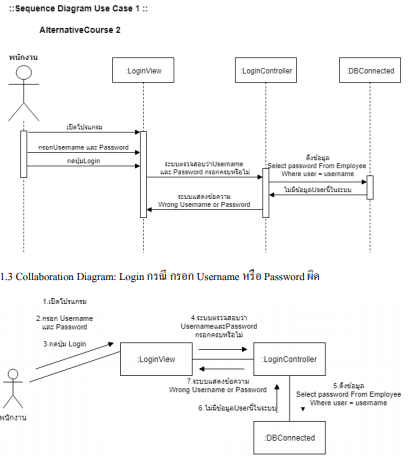 ::Sequence Diagram Use Case 1 ::
AlternativeCourse 2
พนักงาน
:LoginView
:LoginController
:DBConnected
เปิดโปรแกรม
กรอกUsername และ Password
กดปุ่มLogin
ระบบตรวจสอบว่าUsername
และ Password กรอกครบหรือไม่
ดึงข้อมูล
Select password From Employee
Where user = username
ไม่มีข้อมูลUserนี้ในระบบ
ระบบแสดงข้อความ
Wrong Username or Password
1.3 Collaboration Diagram: Login กรณี กรอก Username หรือ Password ผิด
1.เปิดโปรแกรม
2.กรอก Username
และ Password
3.กดปุ่ม Login
4.ระบบตรวจสอบว่า
UsernameและPassword
กรอกครบหรือไม่
:LoginView
:LoginController
7.ระบบแสดงข้อความ
Wrong Username or Password
5.ดึงข้อมูล
Select password From Employee
Where user = username
6.ไม่มีข้อมูลUserนี้ในระบบ
พนักงาน
:DBConnected